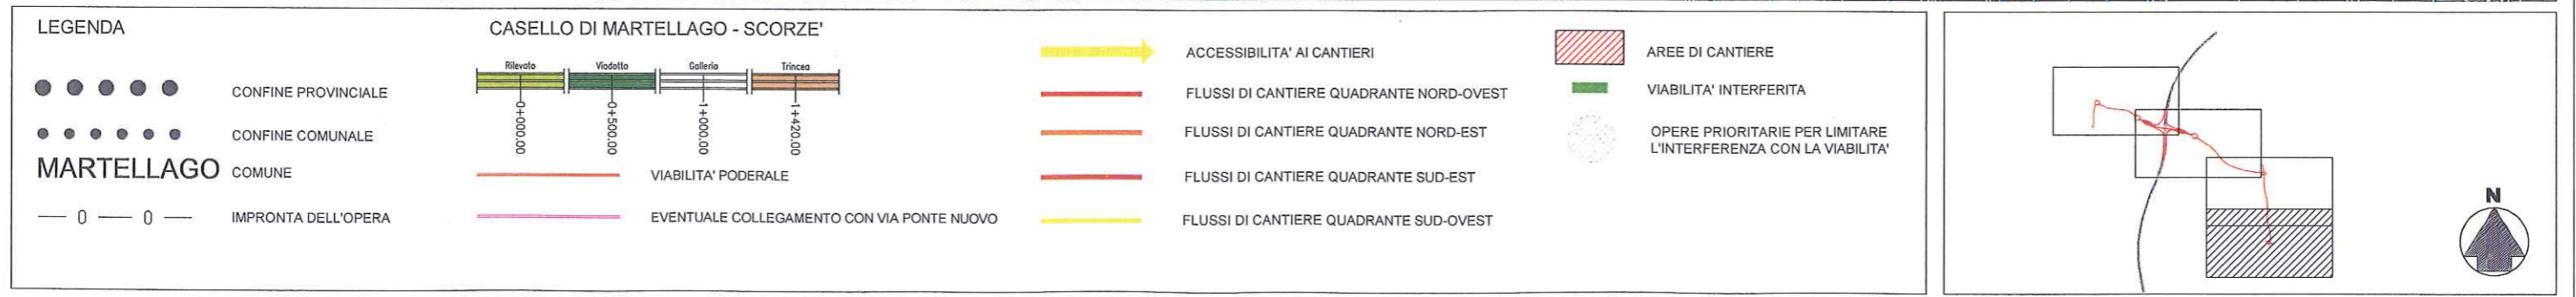 LEGENDA
CONFINE PROVINCIALE
CONFINE COMUNALE
MARTELLAGO COMUNE
0 0 IMPRONTA DELL'OPERA
CASELLO DI MARTELLAGO - SCORZE'
Rilevato Viadotto Galleria Trincea
0+000.00 0+500.00 1+000.00 1+420.00
VIABILITA' PODERALE
EVENTUALE COLLEGAMENTO CON VIA PONTE NUOVO
ACCESSIBILITA' AI CANTIERI
FLUSSI DI CANTIERE QUADRANTE NORD-OVEST
FLUSSI DI CANTIERE QUADRANTE NORD-EST
FLUSSI DI CANTIERE QUADRANTE SUD-EST
FLUSSI DI CANTIERE QUADRANTE SUD-OVEST
AREE DI CANTIERE
VIABILITA' INTERFERITA
OPERE PRIORITARIE PER LIMITARE
L'INTERFERENZA CON LA VIABILITA'
N